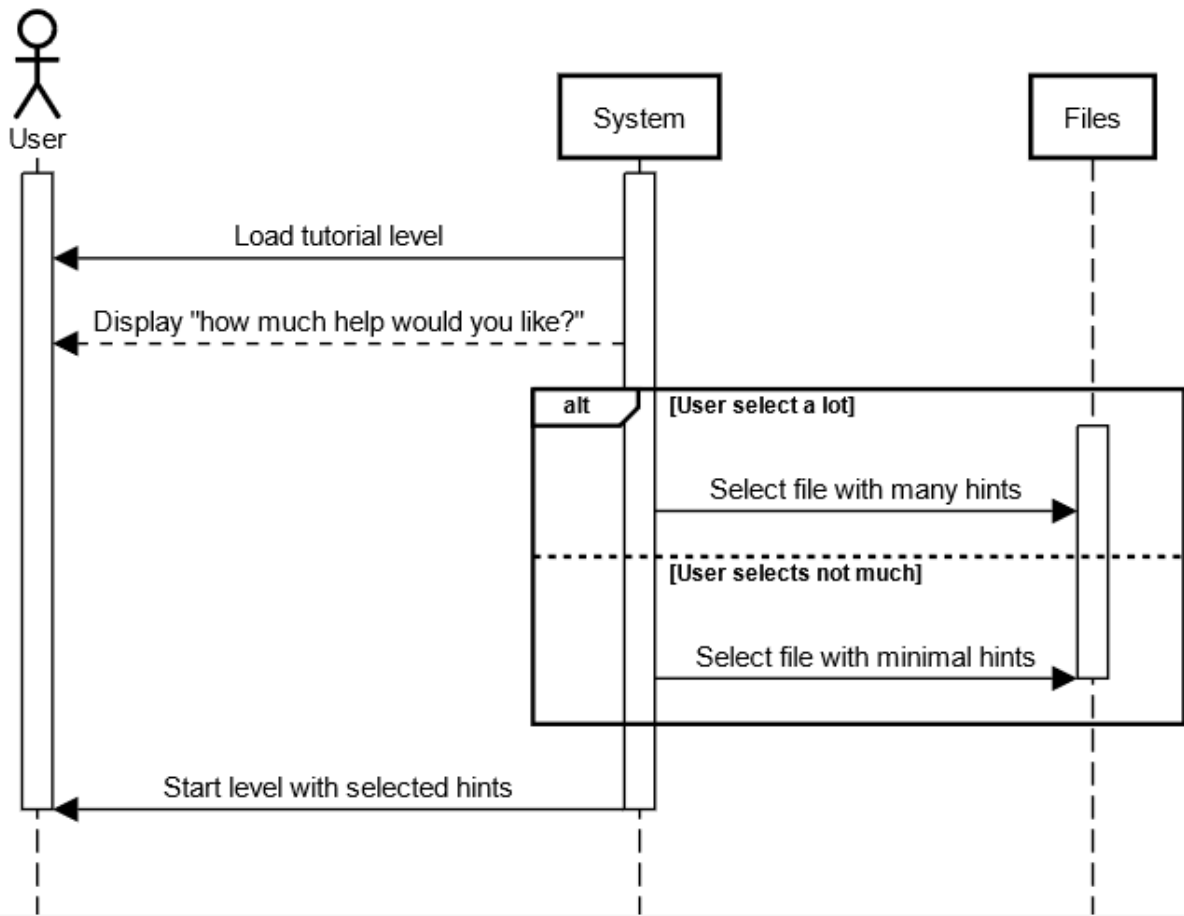 User
System
Files
Load tutorial level
Display "how much help would you like?"
alt
[User select a lot]
Select file with many hints
[User selects not much]
Select file with minimal hints
Start level with selected hints